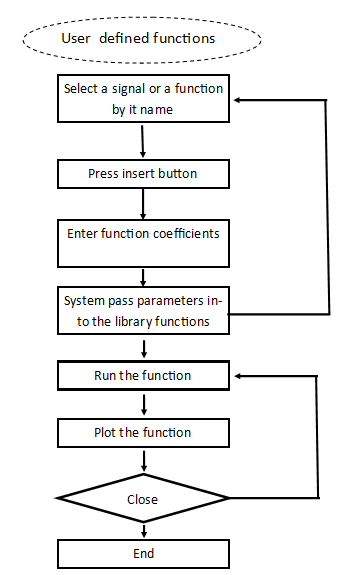 User defined functions
Select a signal or a function
by it name
Press insert button
Enter function coefficients
System pass parameters in-
to the library functions
Run the function
Plot the function
Close
End